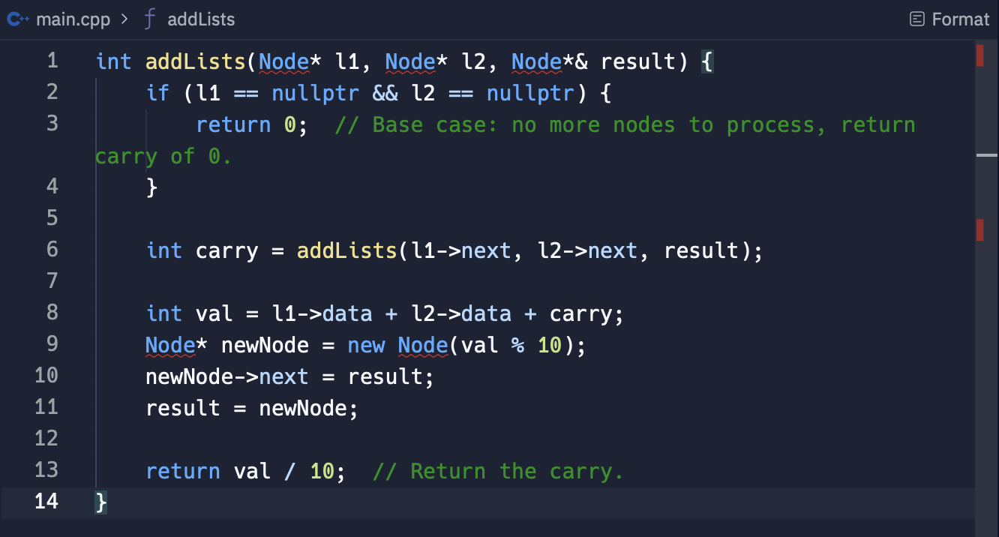 C++ main.cpp > ƒ addLists Format
1 int addLists(Node* l1, Node* l2, Node*& result) {
2     if (l1 == nullptr && l2 == nullptr) {
3         return 0;  // Base case: no more nodes to process, return
carry of 0.
4     }
5
6     int carry = addLists(l1->next, l2->next, result);
7
8     int val = l1->data + l2->data + carry;
9     Node* newNode = new Node(val % 10);
10     newNode->next = result;
11     result = newNode;
12
13     return val / 10;  // Return the carry.
14 }